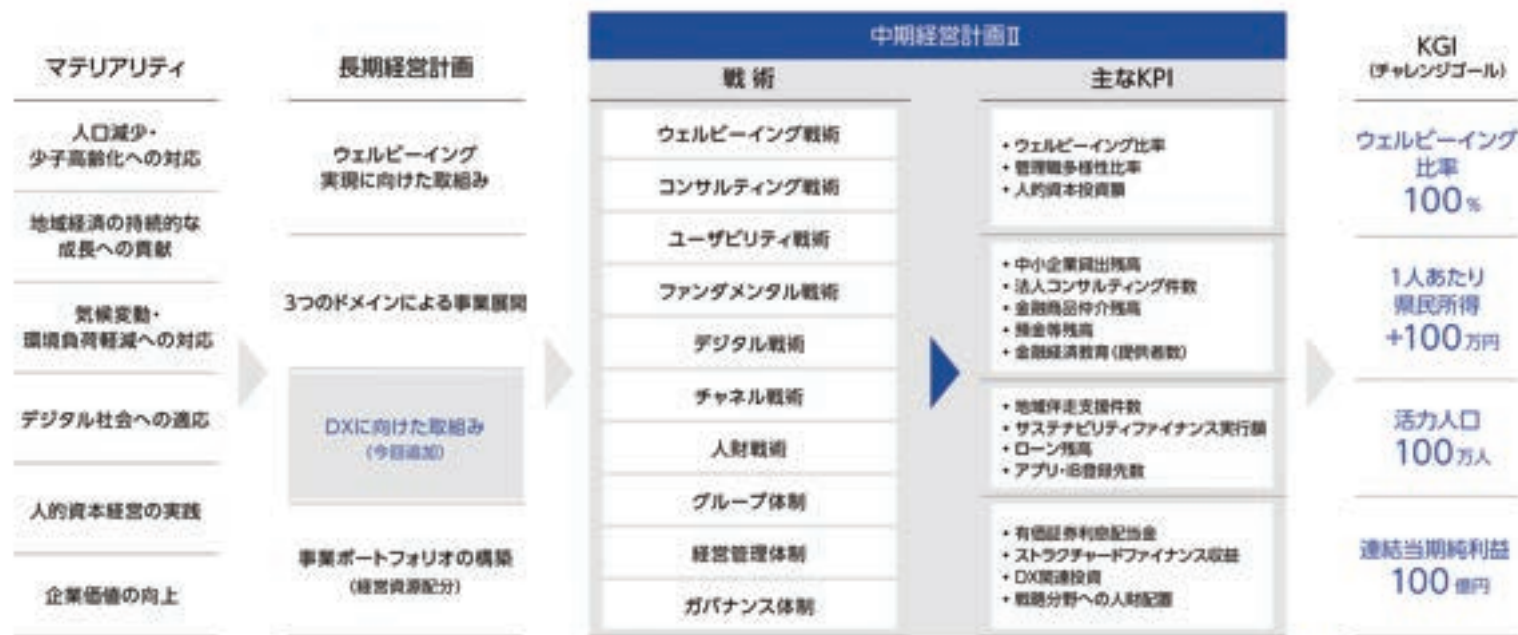 マテリアリティ
人口減少・
少子高齢化への対応
地域経済の持続的な
成長への貢献
気候変動・
環境負荷軽減への対応
デジタル社会への適応
人的資本経営の実践
企業価値の向上
長期経営計画
ウェルビーイング
実現に向けた取組み
3つのドメインによる事業展開
DXに向けた取組み
(今回追加)
事業ポートフォリオの構築
(経営資源配分)
中期経営計画Ⅱ
戦術
ウェルビーイング戦術
コンサルティング戦術
ユーザビリティ戦術
ファンダメンタル戦術
デジタル戦術
チャネル戦術
人財戦術
グループ体制
経営管理体制
ガバナンス体制
主なKPI
・ウェルビーイング比率
・管理職多様性比率
・人的資本投資額
・中小企業貸出残高
・法人コンサルティング件数
・金融商品仲介残高
・預金等残高
・金融経済教育(提供者数)
・地域伴走支援件数
・サステナビリティファイナンス実行額
・ローン残高
・アプリ・IB登録先数
・有価証券利息配当金
・ストラクチャードファイナンス収益
・DX関連投資
・戦略分野への人財配置
KGI
(チャレンジゴール)
ウェルビーイング
比率
100%
1人あたり
県民所得
+100万円
活力人口
100万人
連結当期純利益
100億円